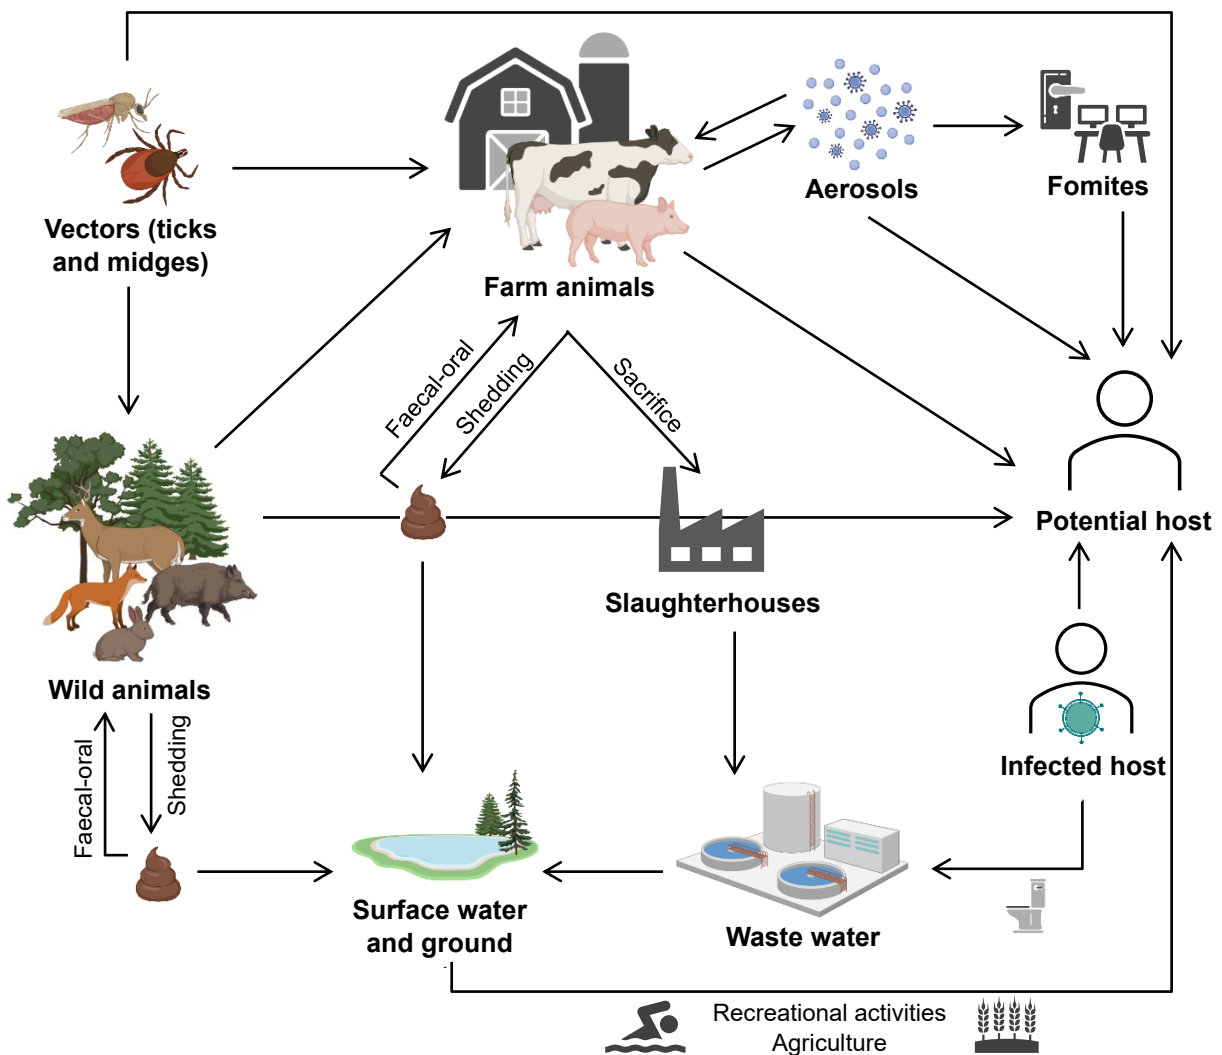 Aerosols
Fomites
Vectors (ticks
and midges)
Farm animals
Faecal-oral
Shedding
Sacrifice
Potential host
Slaughterhouses
Wild animals
Faecal-oral
Shedding
Infected host
Surface water
and ground
Waste water
Recreational activities
Agriculture